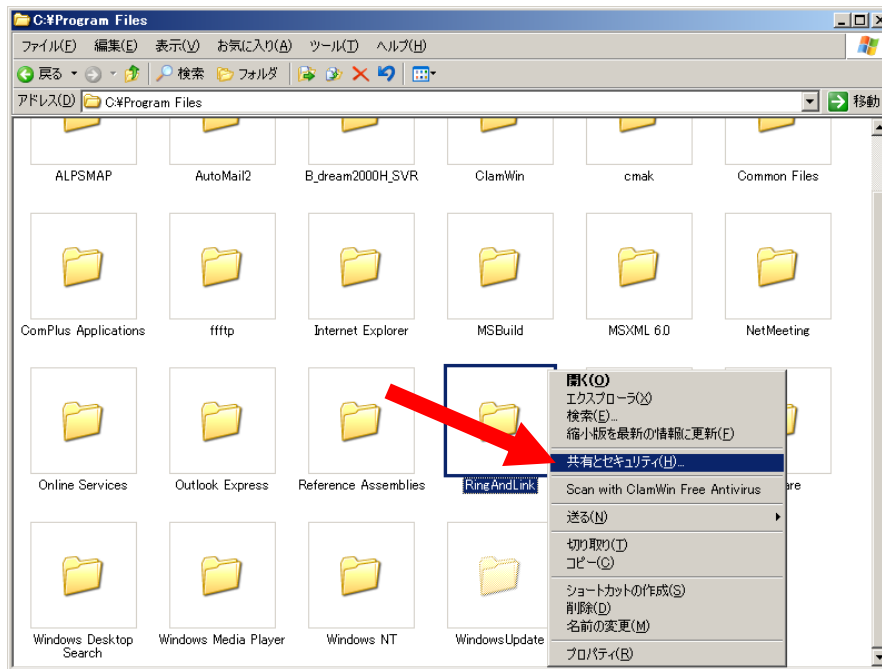 C:¥Program Files
ファイル(F) 編集(E) 表示(V) お気に入り(A) ツール(T) ヘルプ(H)
戻る 検索 フォルダ
アドレス(D) C:¥Program Files 移動
ALPSMAP AutoMail2 B_dream2000H_SVR ClamWin cmak Common Files
ComPlus Applications ffftp Internet Explorer MSBuild MSXML 6.0 NetMeeting
開く(O)
エクスプローラ(X)
検索(E)...
縮小版を最新の情報に更新(F)
共有とセキュリティ(H)...
Online Services Outlook Express Reference Assemblies RingAndLink are
Scan with ClamWin Free Antivirus
送る(N)
切り取り(T)
コピー(C)
ショートカットの作成(S)
削除(D)
名前の変更(M)
プロパティ(R)
Windows Desktop Search Windows Media Player Windows NT WindowsUpdate